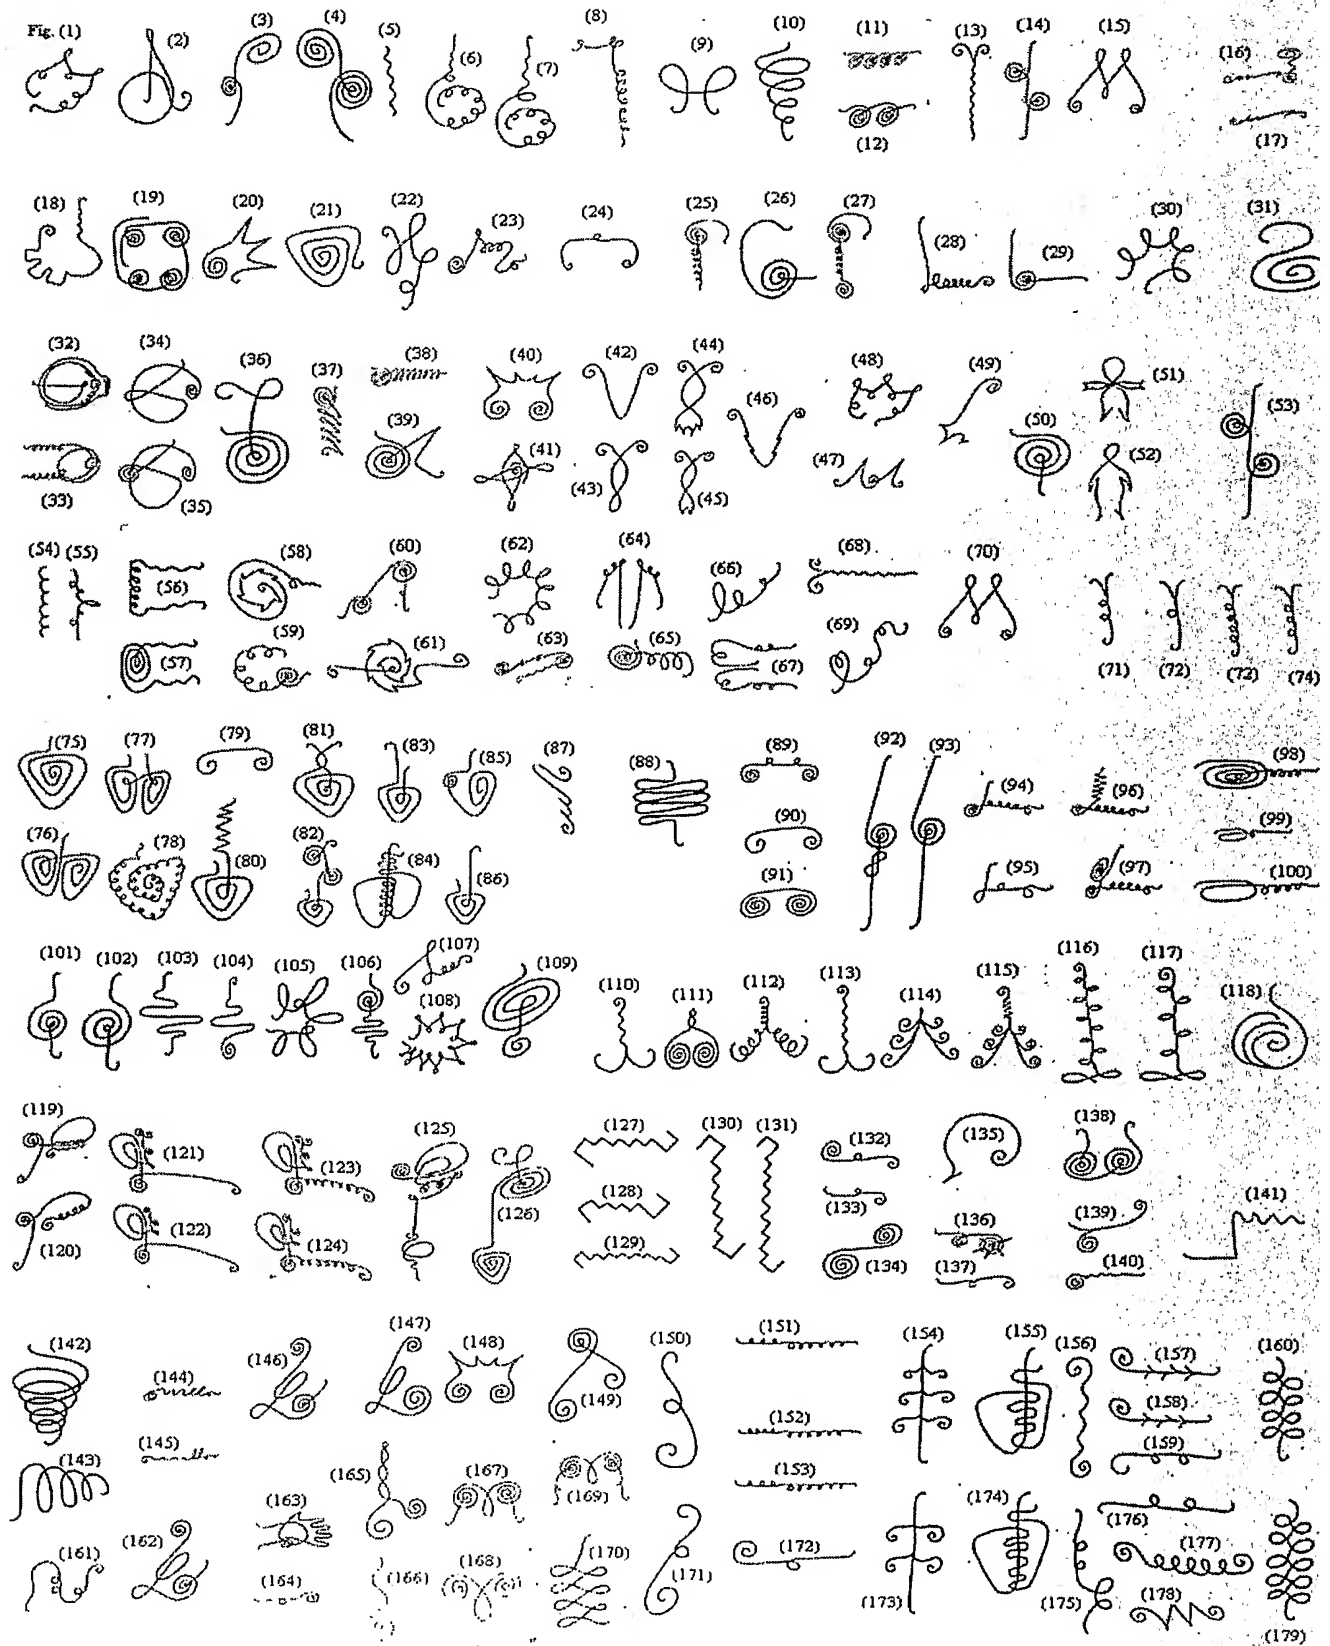 Fig. (1) (2) (3) (4) (5) (6) (7) (8) (9) (10) (11) (12) (13) (14) (15) (16) (17)
(18) (19) (20) (21) (22) (23) (24) (25) (26) (27) (28) (29) (30) (31)
(32) (34) (36) (37) (38) (40) (42) (44) (46) (48) (49) (50) (51) (53)
(33) (35) (39) (41) (43) (45) (47) (52)
(54) (55) (56) (58) (60) (62) (64) (66) (68) (70)
(57) (59) (61) (63) (65) (67) (69) (71) (72) (72) (74)
(75) (77) (79) (81) (83) (85) (87) (88) (89) (92) (93) (94) (96) (98)
(76) (78) (80) (82) (84) (86) (90) (91) (95) (97) (99) (100)
(101) (102) (103) (104) (105) (106) (107) (108) (109) (110) (111) (112) (113) (114) (115) (116) (117) (118)
(119) (121) (123) (125) (126) (127) (130) (131) (132) (135) (138) (141)
(120) (122) (124) (128) (129) (133) (134) (136) (137) (139) (140)
(142) (144) (146) (147) (148) (149) (150) (151) (154) (155) (156) (157) (160)
(143) (145) (152) (153) (158) (159)
(161) (162) (163) (164) (165) (166) (167) (168) (169) (170) (171) (172) (173) (174) (175) (176) (177) (178) (179)